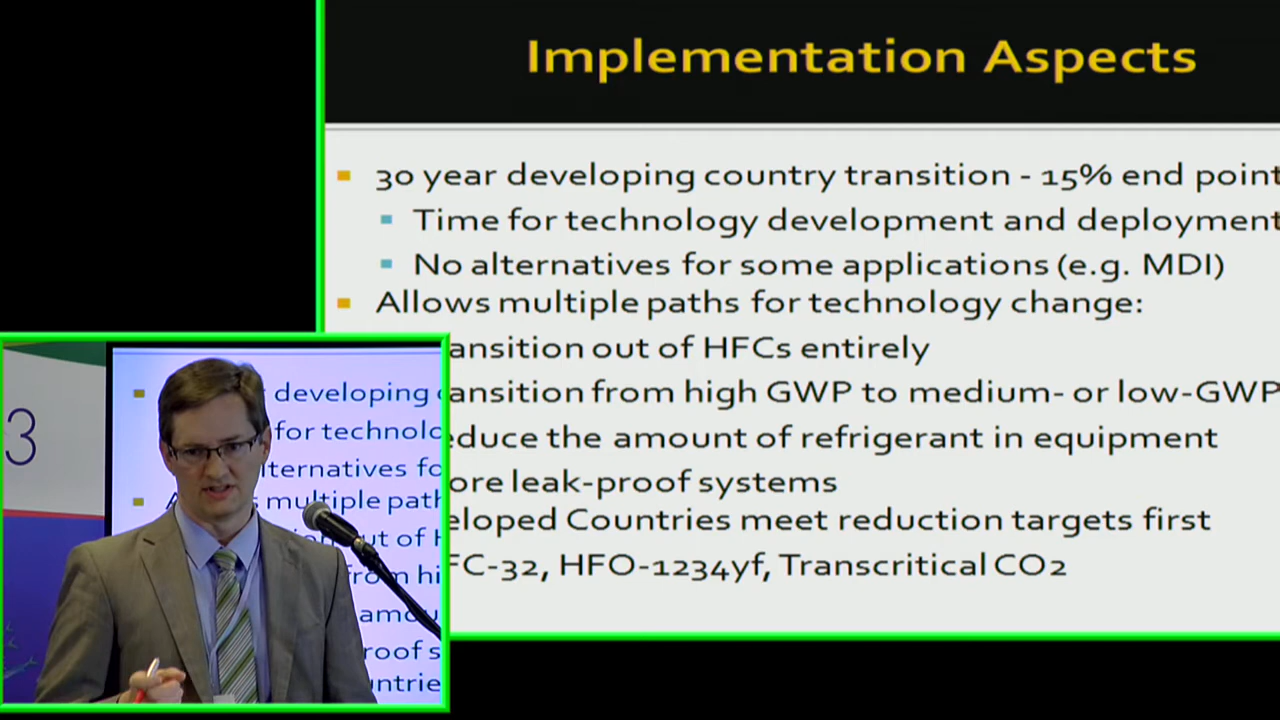 Implementation Aspects
30 year developing country transition - 15% end point
Time for technology development and deployment
No alternatives for some applications (e.g. MDI)
Allows multiple paths for technology change:
ansition out of HFCs entirely
ansition from high GWP to medium- or low-GWP
educe the amount of refrigerant in equipment
ore leak-proof systems
eloped Countries meet reduction targets first
FC-32, HFO-1234yf, Transcritical CO2
3
developing
for technolo
lternatives fo
multiple path
ion out of H
from hi
amou
roof s
ntrie